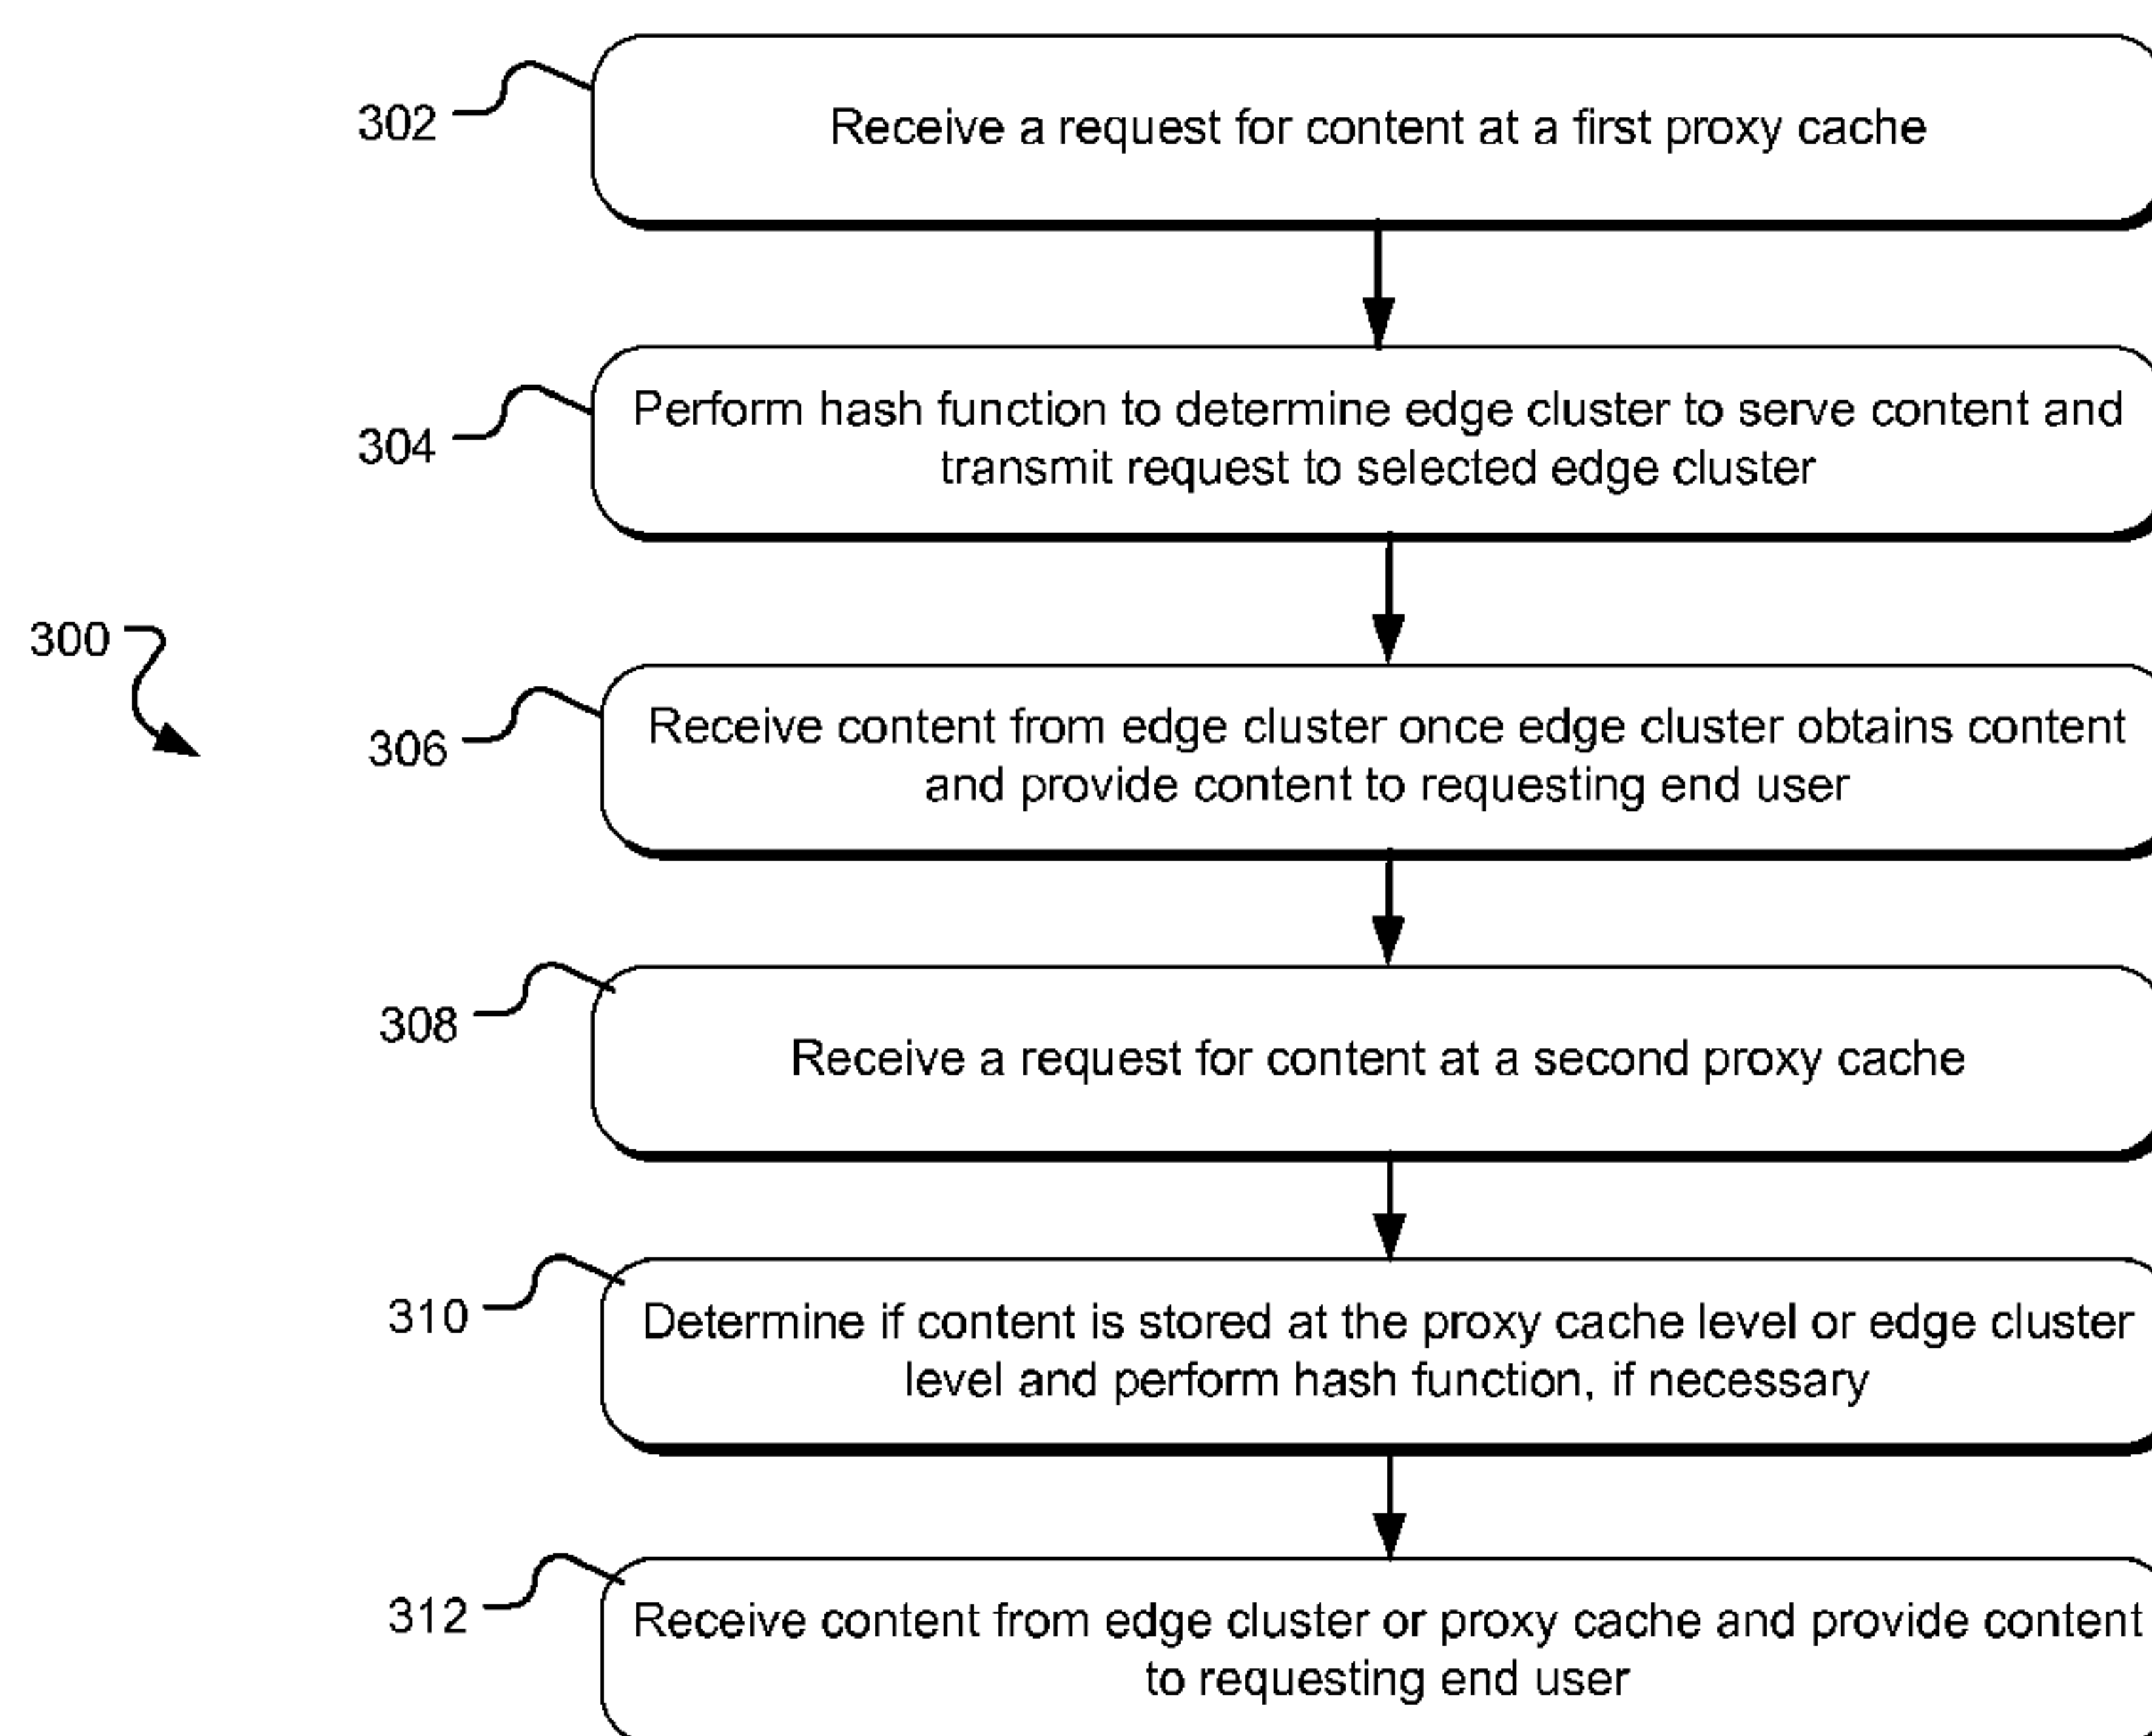 302
Receive a request for content at a first proxy cache
304
Perform hash function to determine edge cluster to serve content and
transmit request to selected edge cluster
300
306
Receive content from edge cluster once edge cluster obtains content
and provide content to requesting end user
308
Receive a request for content at a second proxy cache
310
Determine if content is stored at the proxy cache level or edge cluster
level and perform hash function, if necessary
312
Receive content from edge cluster or proxy cache and provide content
to requesting end user